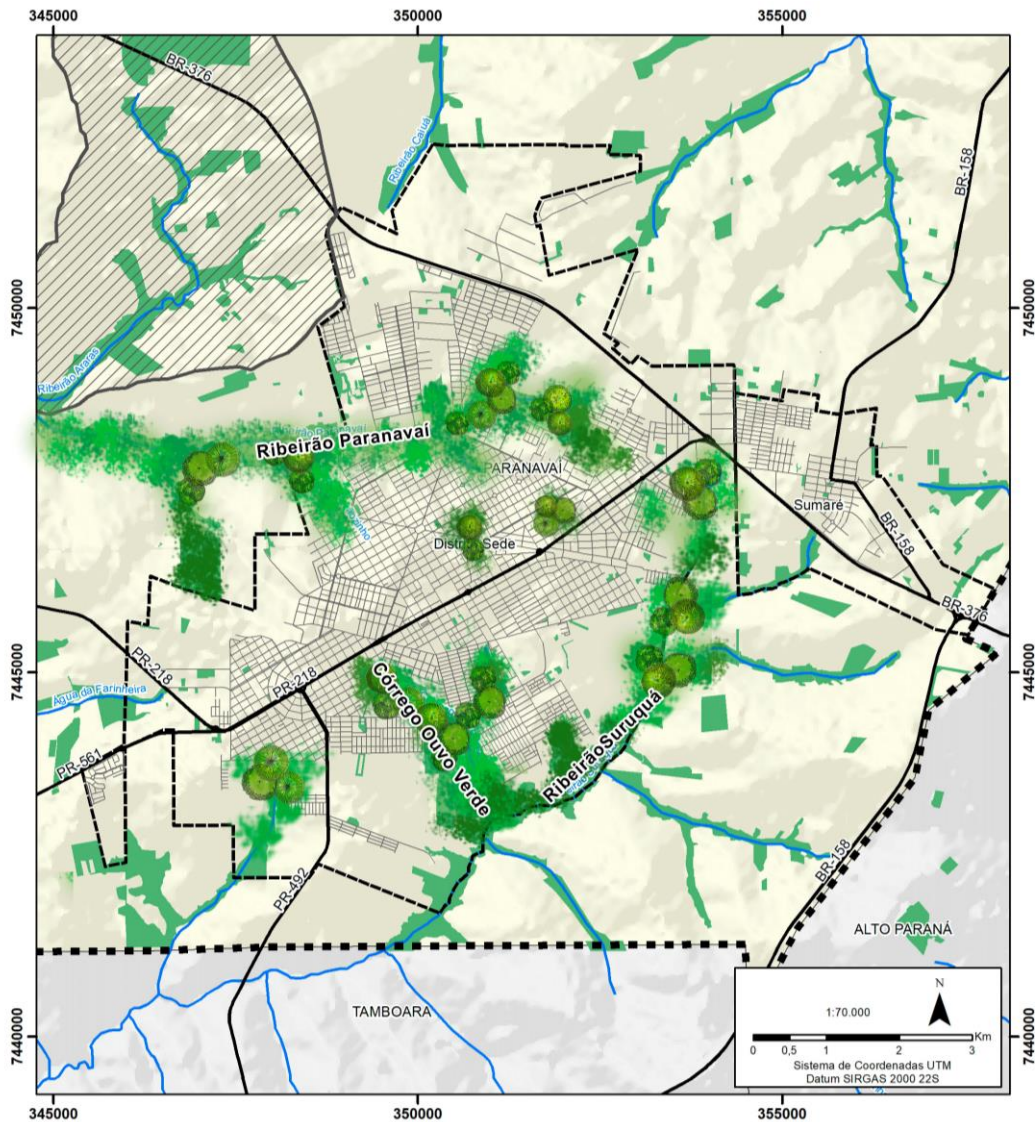 345000
350000
355000
BR-376
Ribeirão Caiuá
BR-158
7450000
7450000
Ribeirão Araras
Ribeirão Paranavaí
PARANAVAÍ
Sumaré
Distrito Sede
BR-158
BR-376
PR-218
7445000
7445000
Água da Farinheira
PR-218
Córrego Ouvo Verde
RibeirãoSuruquá
PR-561
PR-492
BR-158
ALTO PARANÁ
TAMBOARA
7440000
7440000
N
1:70.000
Km
0 0,5 1 2 3
Sistema de Coordenadas UTM
Datum SIRGAS 2000 22S
345000
350000
355000